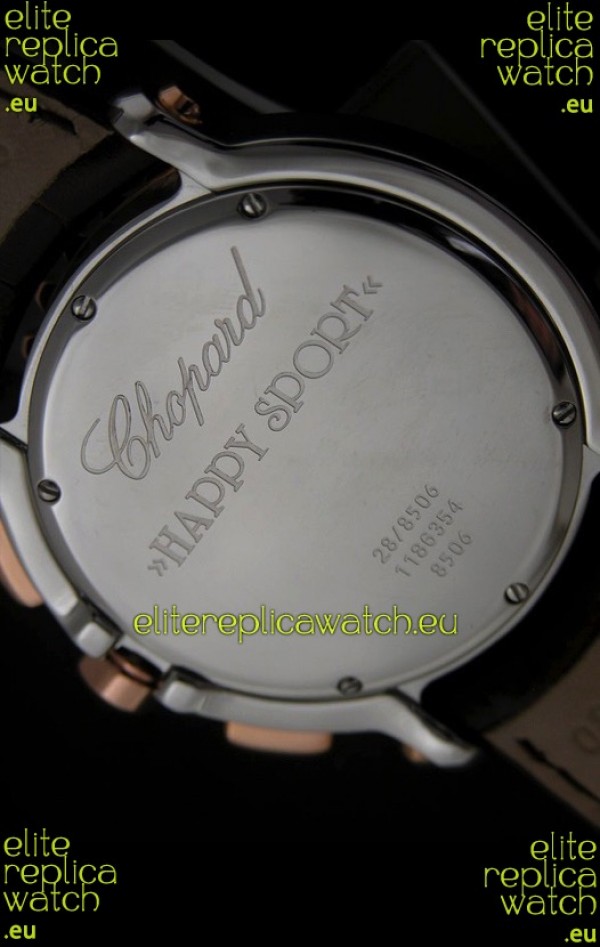 elite
replica
watch
.eu
elite
replica
watch
.eu
Chopard
»HAPPY SPORT«
28/8506
1186354
8506
elitereplicawatch.eu
elite
replica
watch
.eu
elite
replica
watch
.eu